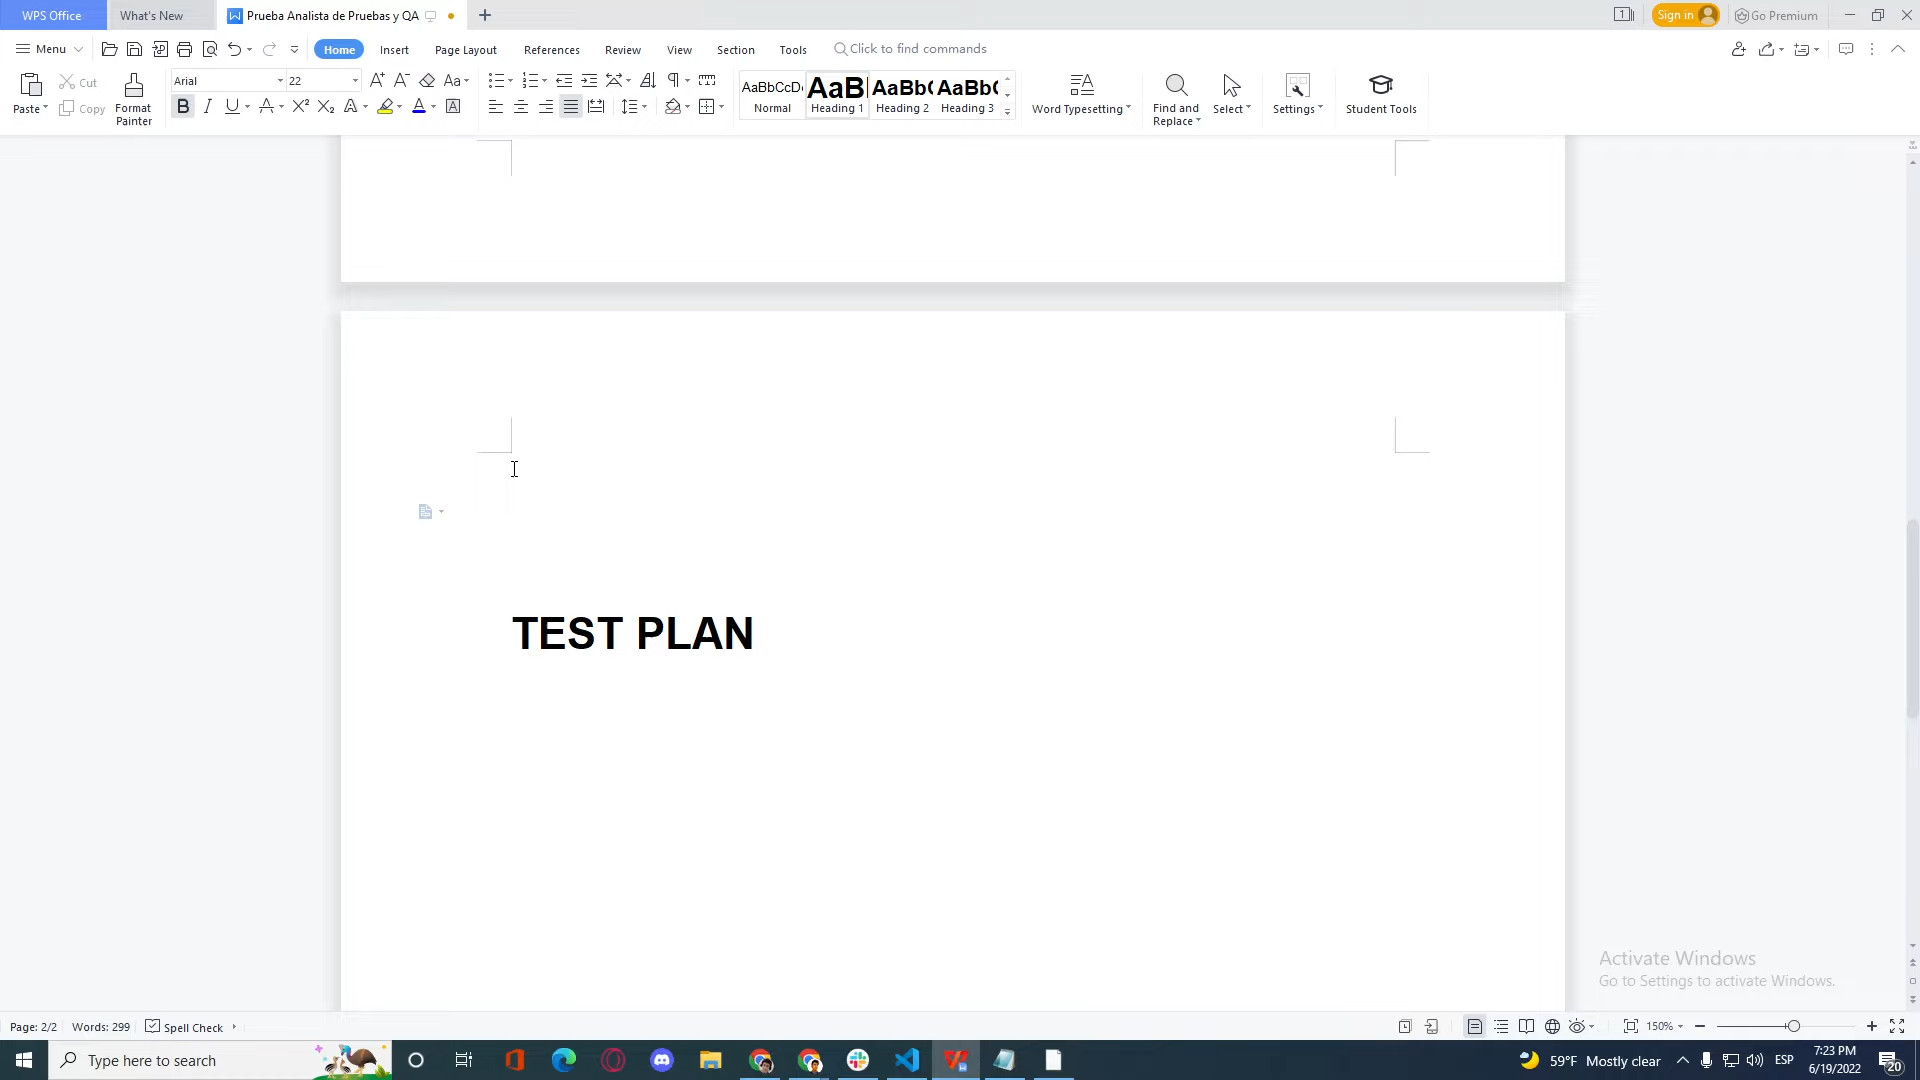 WPS Office What's New Prueba Analista de Pruebas y QA Sign in Go Premium
Menu Home Insert Page Layout References Review View Section Tools Click to find commands
Paste Cut Copy Format Painter Arial 22 Aa
AaBbCcD Normal AaB Heading 1 AaBb Heading 2 AaBb Heading 3
Word Typesetting Find and Replace Select Settings Student Tools
TEST PLAN
Activate Windows
Go to Settings to activate Windows.
Page: 2/2 Words: 299 Spell Check 150%
Type here to search 59°F Mostly clear ESP 7:23 PM 6/19/2022 20